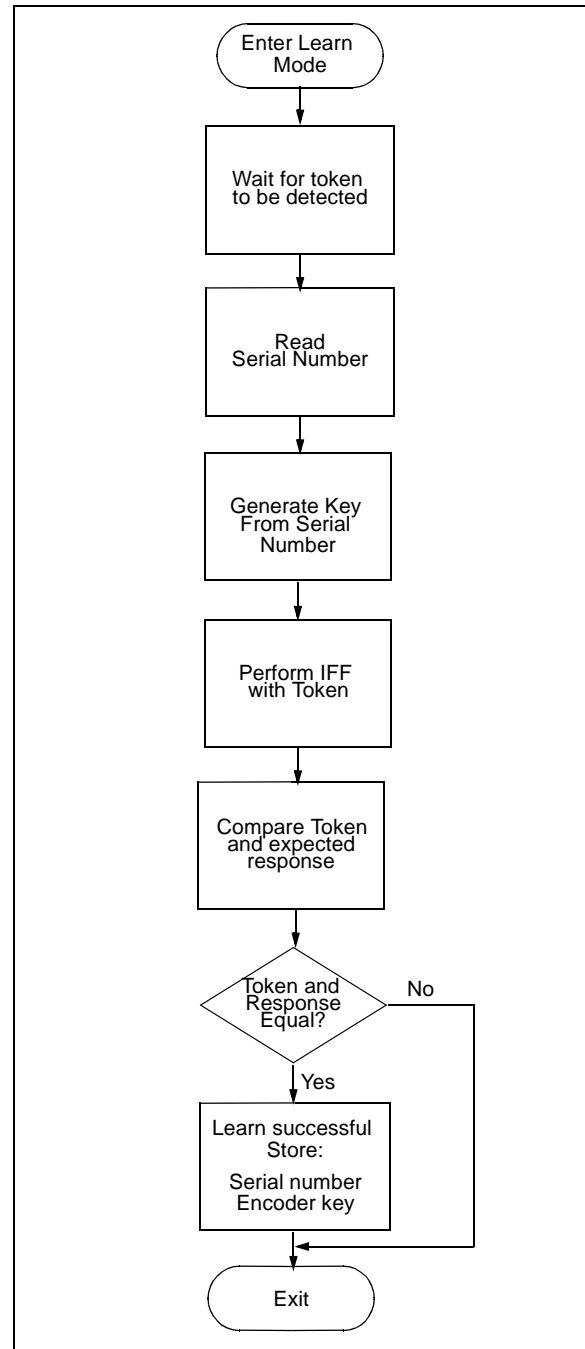 Enter Learn
Mode
Wait for token
to be detected
Read
Serial Number
Generate Key
From Serial
Number
Perform IFF
with Token
Compare Token
and expected
response
Token and
Response
Equal?
No
Yes
Learn successful
Store:
Serial number
Encoder key
Exit